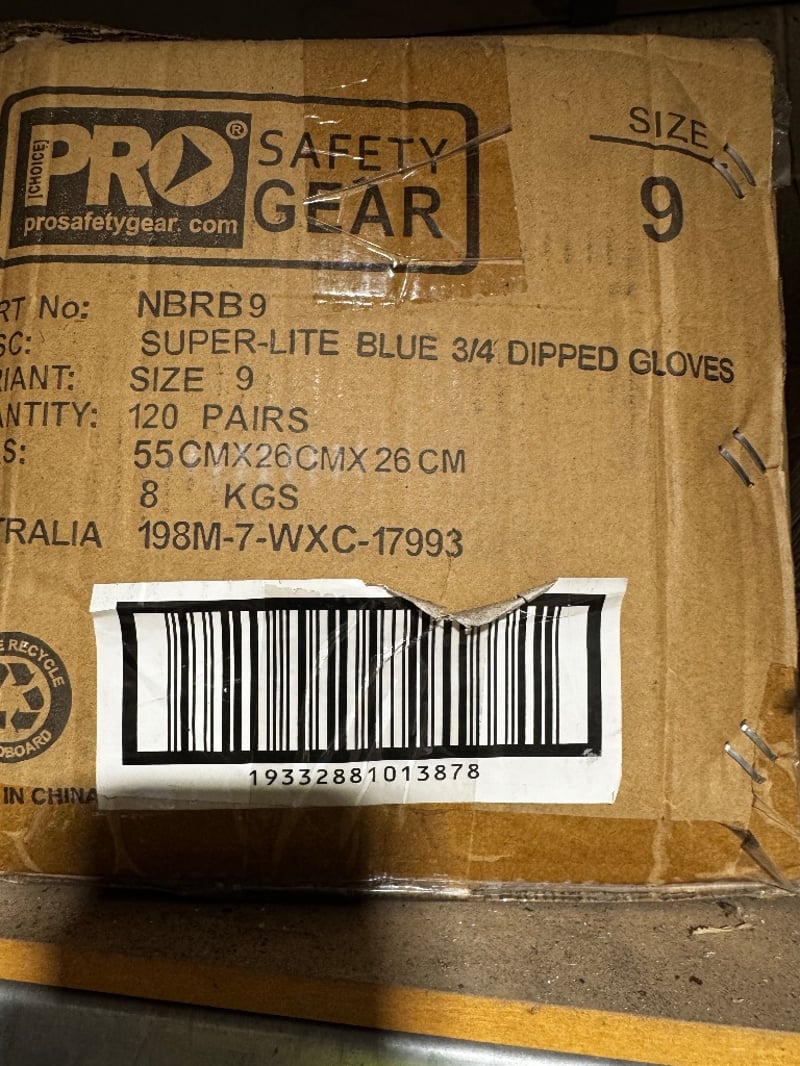 (CHOICE)
PRO®
SAFETY
GEAR
prosafetygear.com
SIZE
9
RT No: NBRB9
SC: SUPER-LITE BLUE 3/4 DIPPED GLOVES
RIANT: SIZE 9
ANTITY: 120 PAIRS
S: 55CMX26CMX26CM
8 KGS
TRALIA 198M-7-WXC-17993
E RECYCLE
DBOARD
19332881013878
IN CHINA